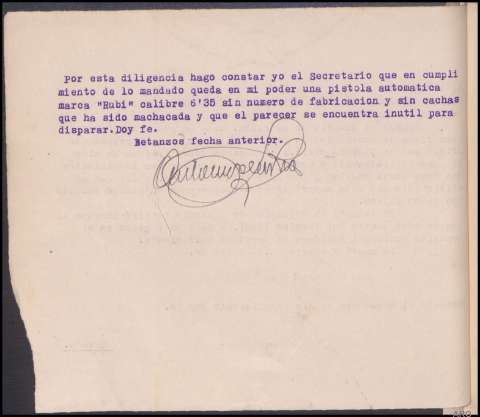 Por esta diligencia hago constar yo el Secretario que en cumpli
miento de lo mandado queda en mi poder una pistola automatica
marca "Rubi" calibre 6'35 sin numero de fabricacion y sin cachas
que ha sido machacada y que el parecer se encuentra inutil para
disparar.Doy fe.
Betanzos fecha anterior.